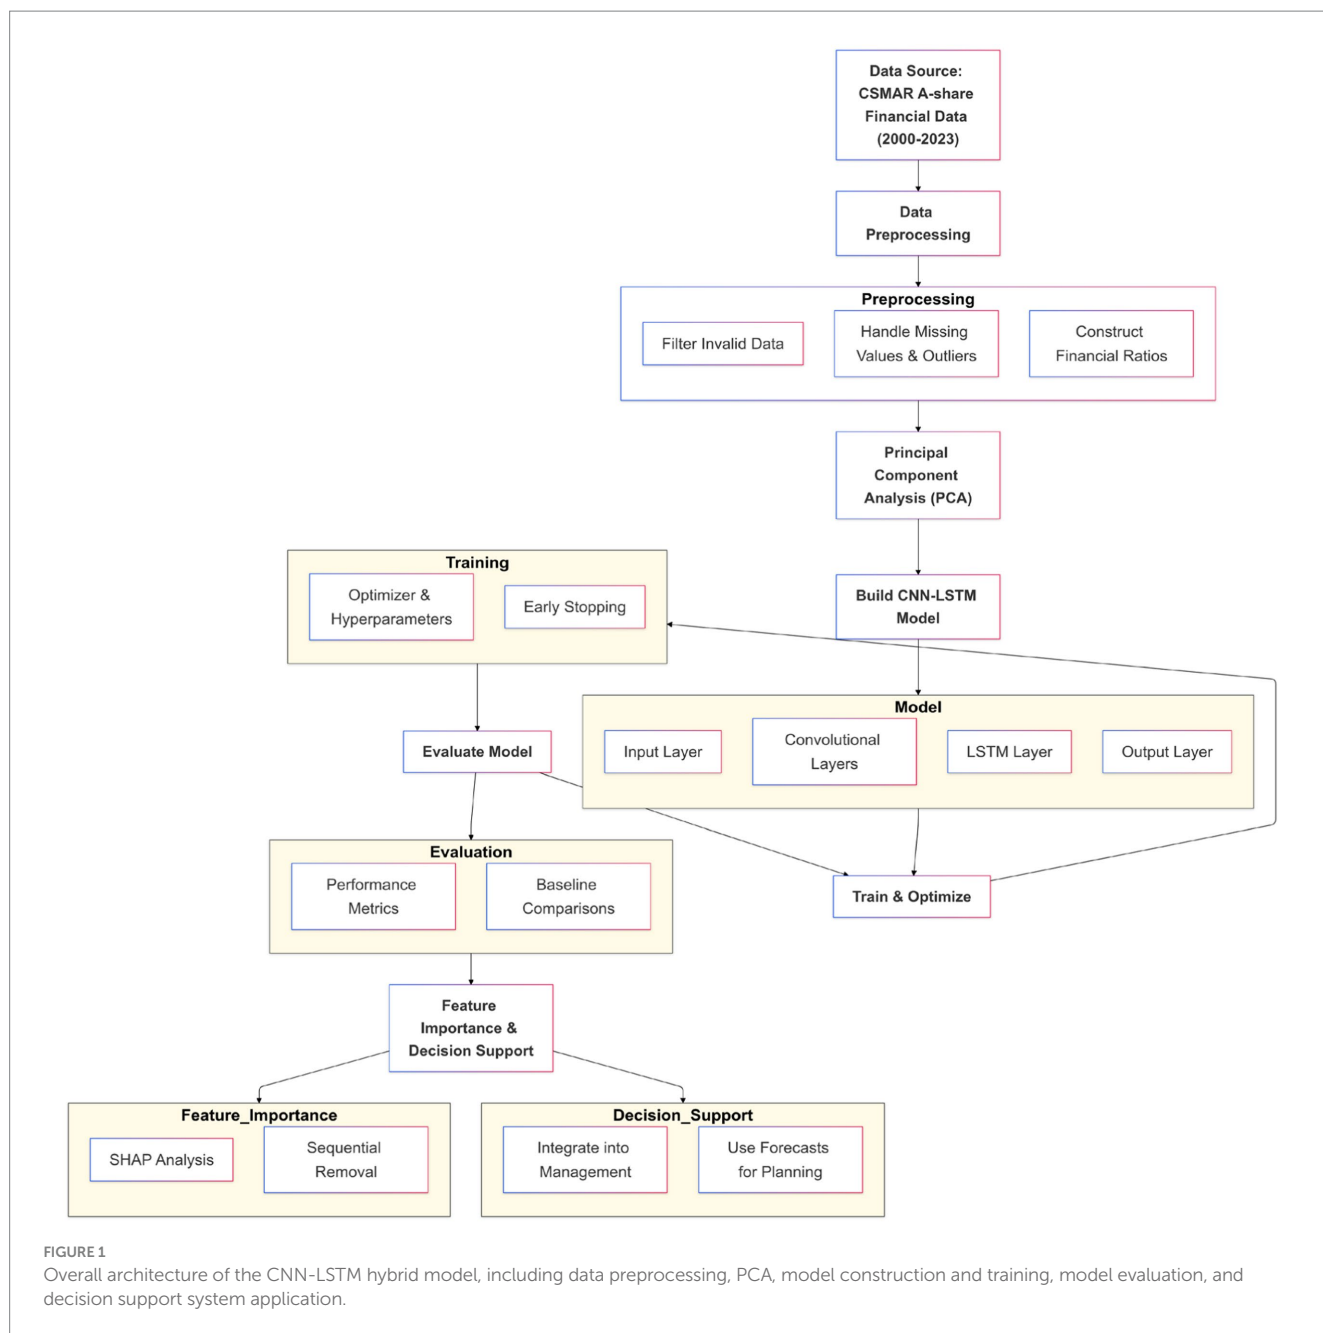 Data Source:
CSMAR A-share
Financial Data
(2000-2023)
Data
Preprocessing
Preprocessing
Filter Invalid Data
Handle Missing
Values & Outliers
Construct
Financial Ratios
Principal
Component
Analysis (PCA)
Build CNN-LSTM
Model
Model
Input Layer
Convolutional
Layers
LSTM Layer
Output Layer
Train & Optimize
Training
Optimizer &
Hyperparameters
Early Stopping
Evaluate Model
Evaluation
Performance
Metrics
Baseline
Comparisons
Feature
Importance &
Decision Support
Feature_Importance
SHAP Analysis
Sequential
Removal
Decision_Support
Integrate into
Management
Use Forecasts
for Planning
FIGURE 1
Overall architecture of the CNN-LSTM hybrid model, including data preprocessing, PCA, model construction and training, model evaluation, and
decision support system application.